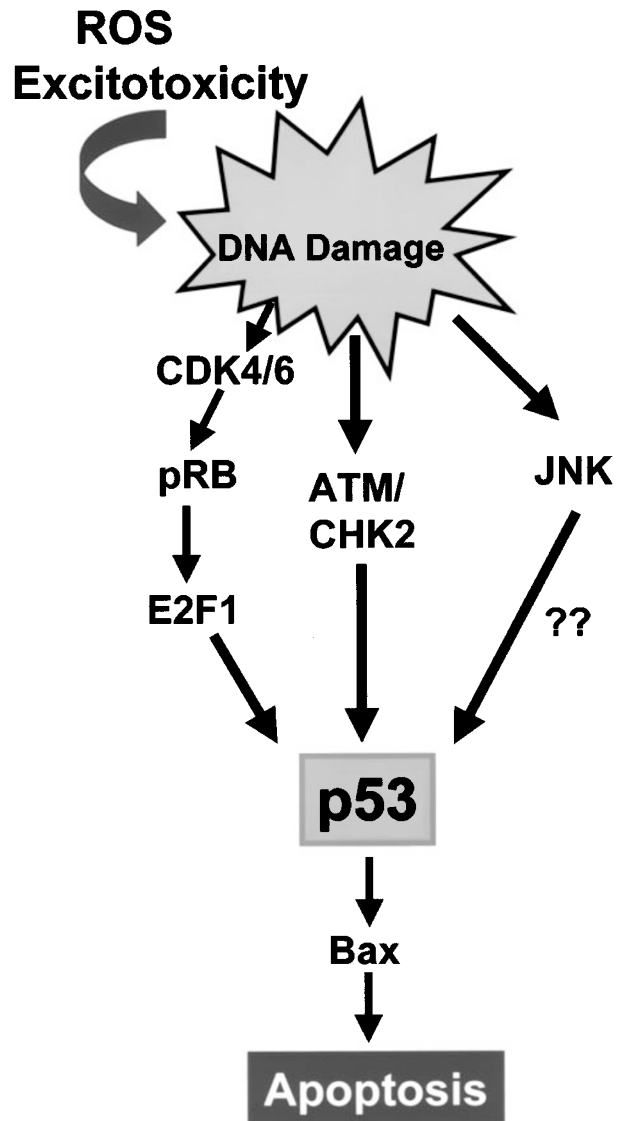 ROS
Excitotoxicity
DNA Damage
CDK4/6
pRB
ATM/
CHK2
JNK
E2F1
??
p53
Bax
Apoptosis